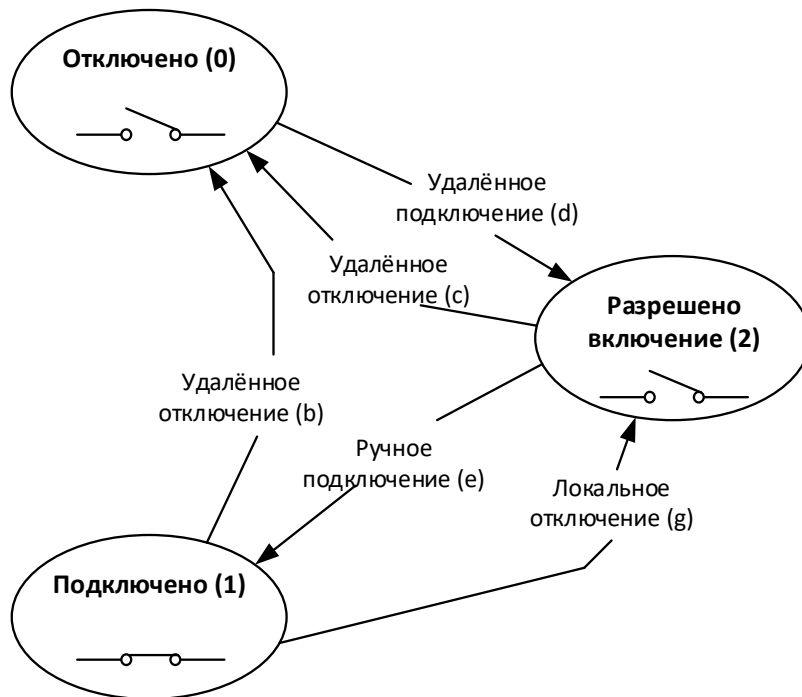 Отключено (0)
Удалённое
подключение (d)
Удалённое
отключение (c)
Разрешено
включение (2)
Удалённое
отключение (b)
Ручное
подключение (e)
Локальное
отключение (g)
Подключено (1)